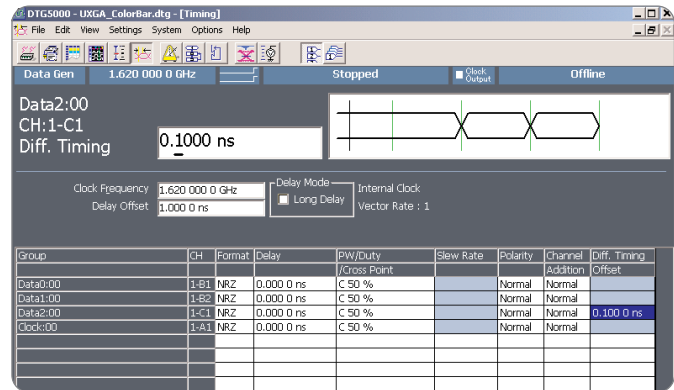 DTG5000 - UXGA_ColorBar.dtg - [Timing]
File Edit View Settings System Options Help
Data Gen 1.620 000 0 GHz Stopped Clock Output Offline
Data2:00
CH:1-C1
Diff. Timing 0.1000 ns
Clock Frequency 1.620 000 0 GHz Delay Mode Internal Clock
Delay Offset 1.000 0 ns Long Delay Vector Rate : 1
Group CH Format Delay PW/Duty Slew Rate Polarity Channel Diff. Timing
/Cross Point Addition Offset
Data0:00 1-B1 NRZ 0.000 0 ns C 50 % Normal Normal
Data1:00 1-B2 NRZ 0.000 0 ns C 50 % Normal Normal
Data2:00 1-C1 NRZ 0.000 0 ns C 50 % Normal Normal 0.100 0 ns
Clock:00 1-A1 NRZ 0.000 0 ns C 50 % Normal Normal